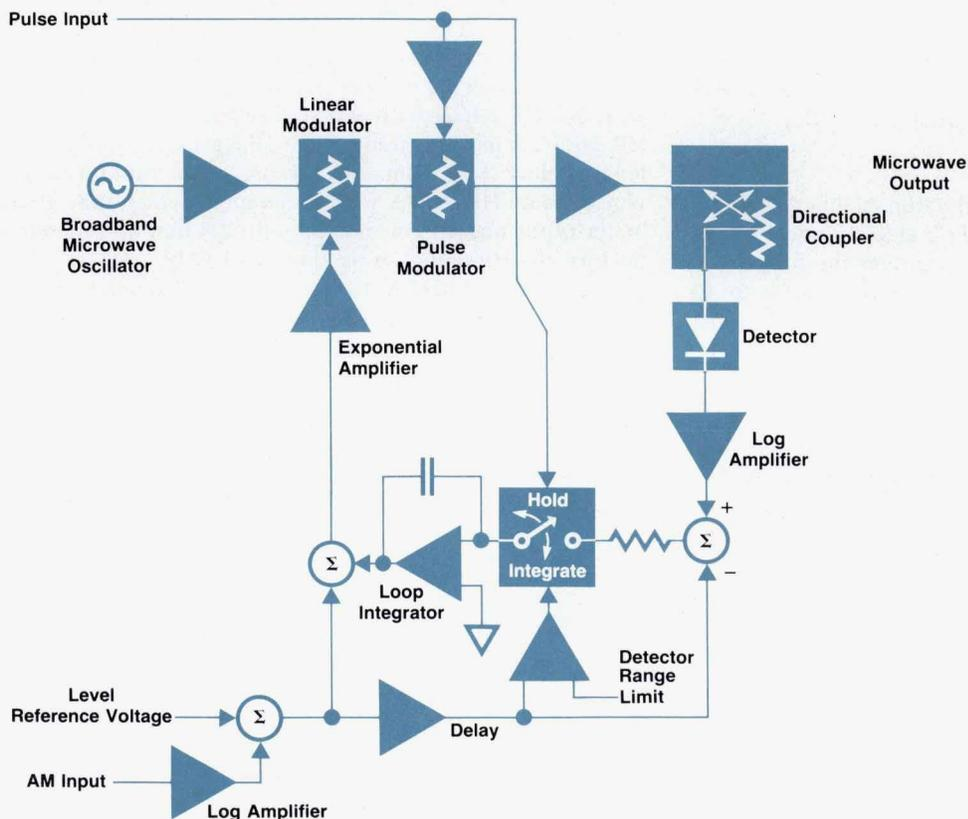 Pulse Input
Linear
Modulator
Microwave
Output
Broadband
Microwave
Oscillator
Pulse
Modulator
Directional
Coupler
Exponential
Amplifier
Detector
Log
Amplifier
Hold
+
Σ
Σ
Integrate
−
Loop
Integrator
Detector
Range
Limit
Level
Reference Voltage
Σ
Delay
AM Input
Log Amplifier